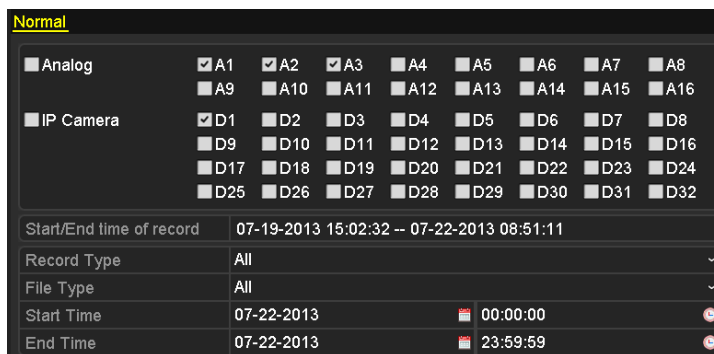 Normal
Analog A1 A2 A3 A4 A5 A6 A7 A8
A9 A10 A11 A12 A13 A14 A15 A16
IP Camera D1 D2 D3 D4 D5 D6 D7 D8
D9 D10 D11 D12 D13 D14 D15 D16
D17 D18 D19 D20 D21 D22 D23 D24
D25 D26 D27 D28 D29 D30 D31 D32
Start/End time of record 07-19-2013 15:02:32 -- 07-22-2013 08:51:11
Record Type All
File Type All
Start Time 07-22-2013 00:00:00
End Time 07-22-2013 23:59:59